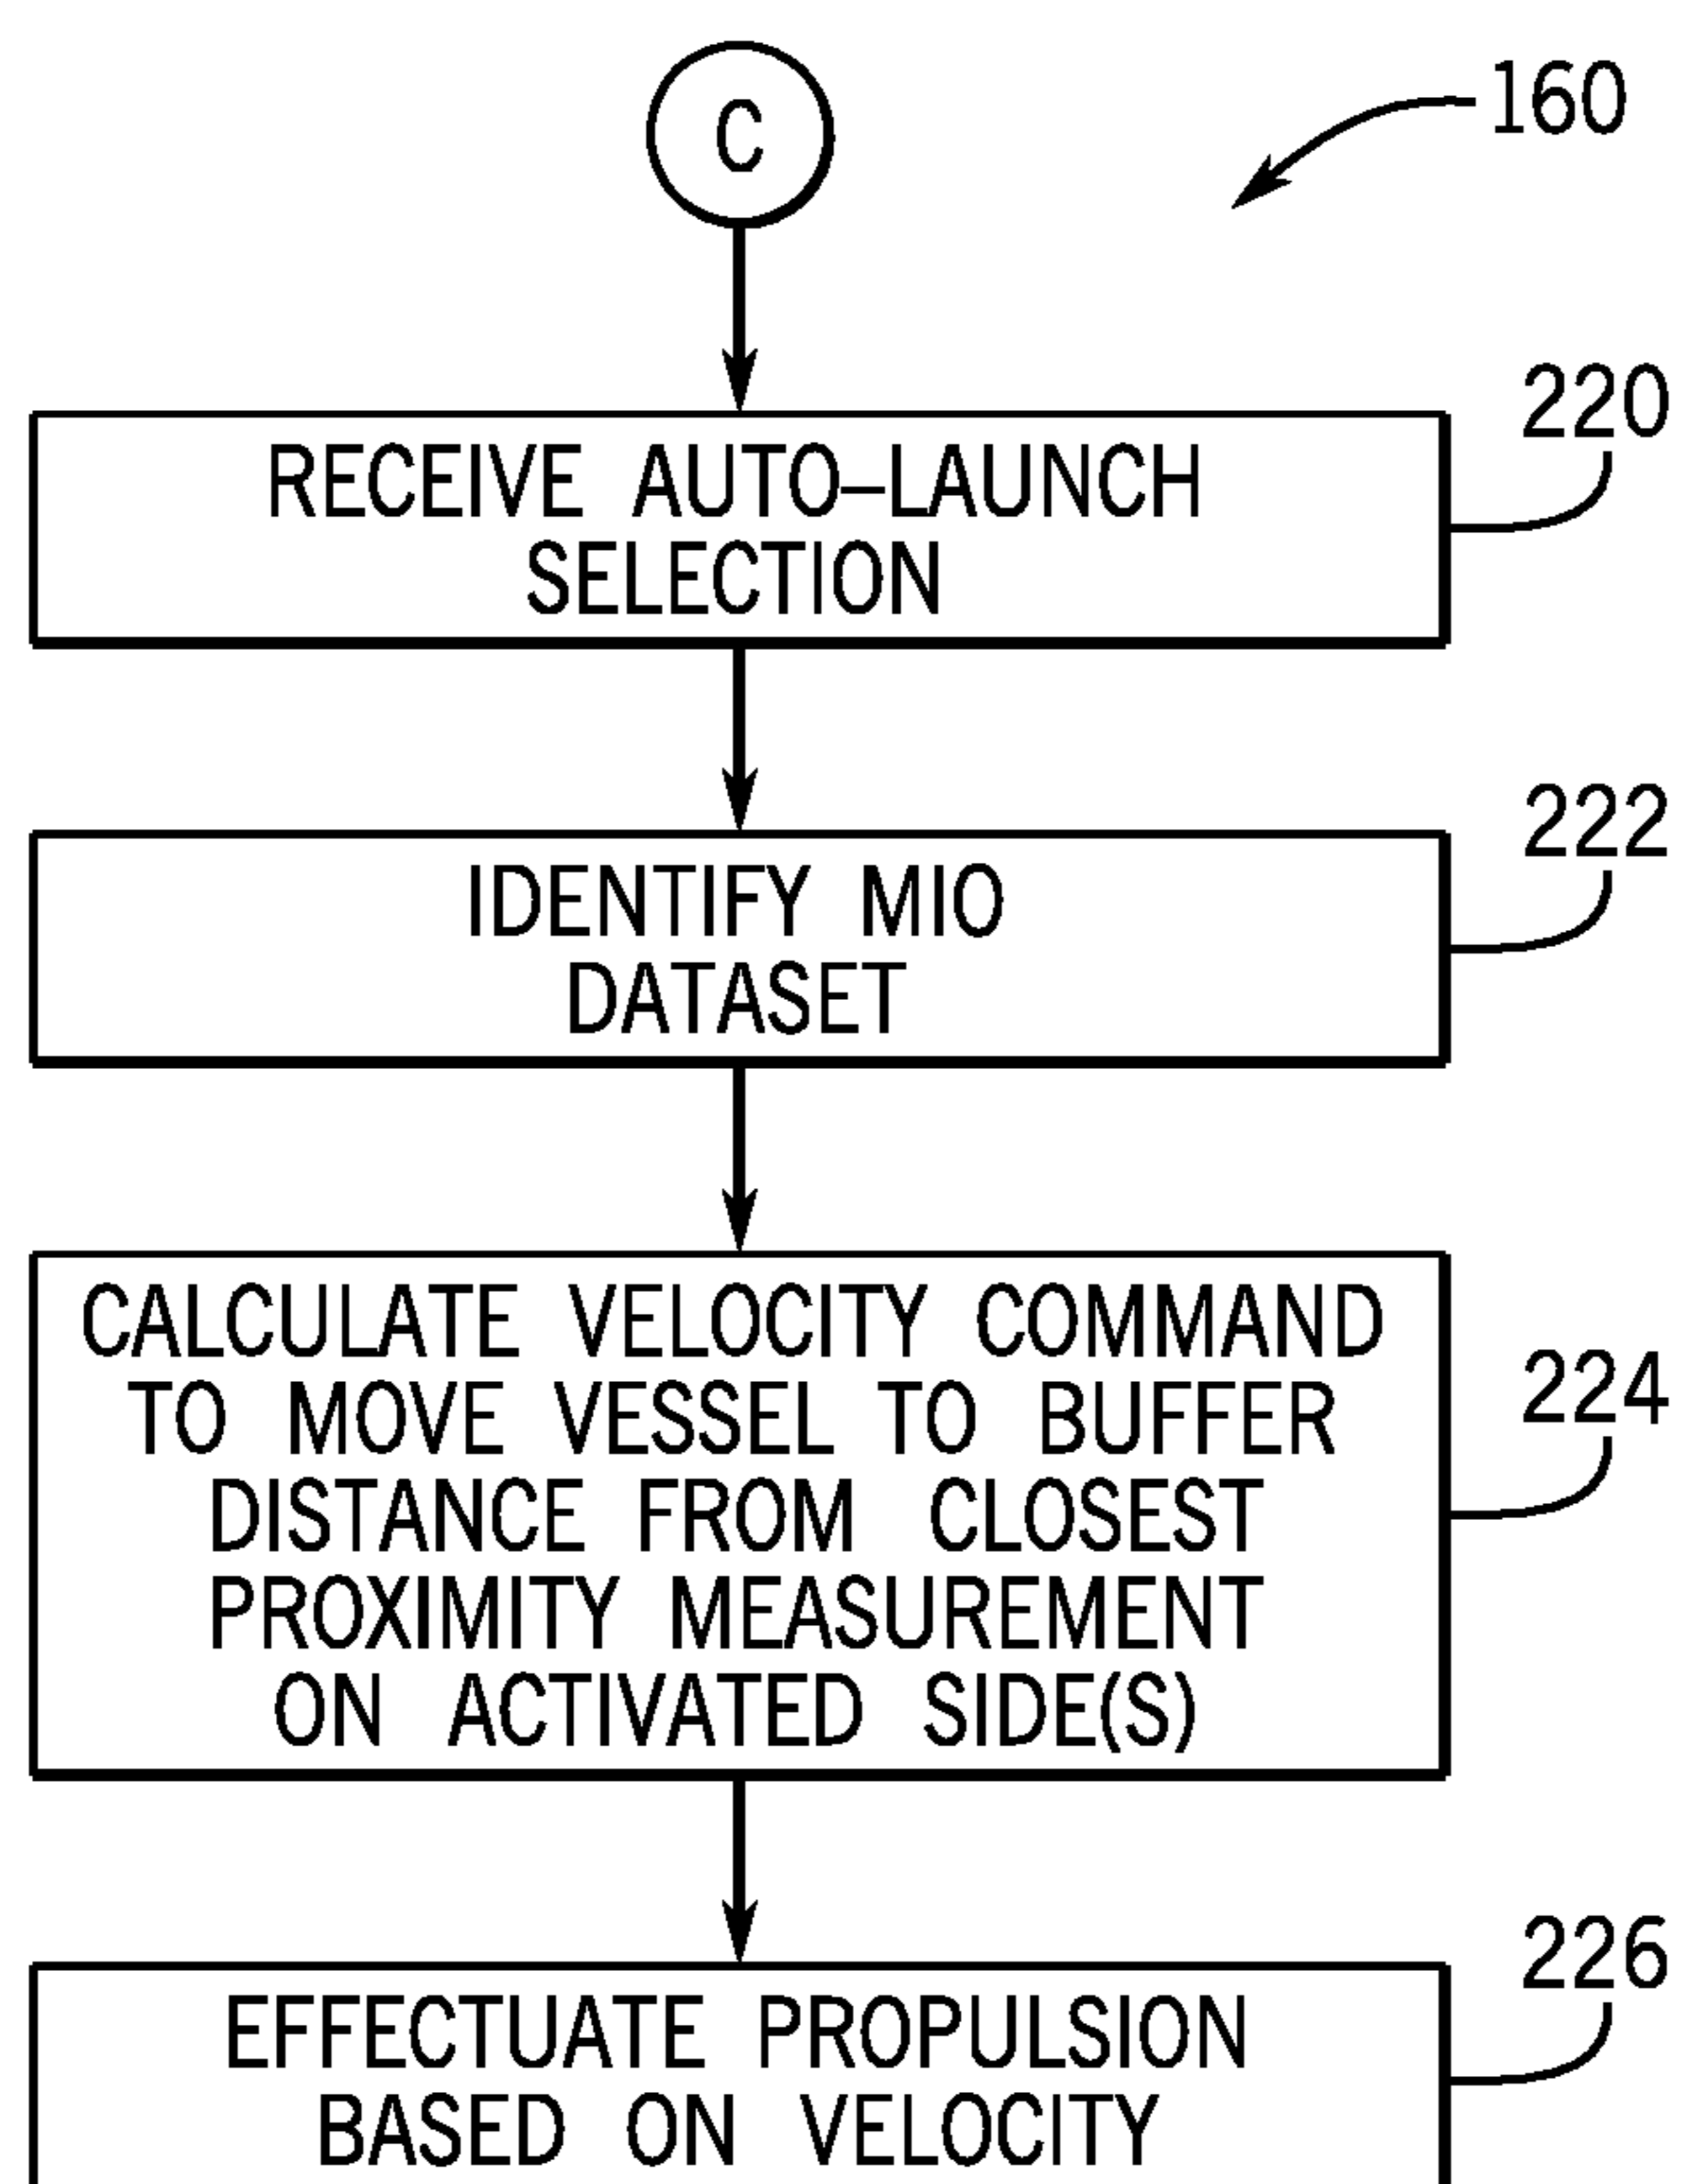 C
160
220
RECEIVE AUTO-LAUNCH
SELECTION
222
IDENTIFY MIO
DATASET
CALCULATE VELOCITY COMMAND
TO MOVE VESSEL TO BUFFER
DISTANCE FROM CLOSEST
PROXIMITY MEASUREMENT
ON ACTIVATED SIDE(S)
224
226
EFFECTUATE PROPULSION
BASED ON VELOCITY